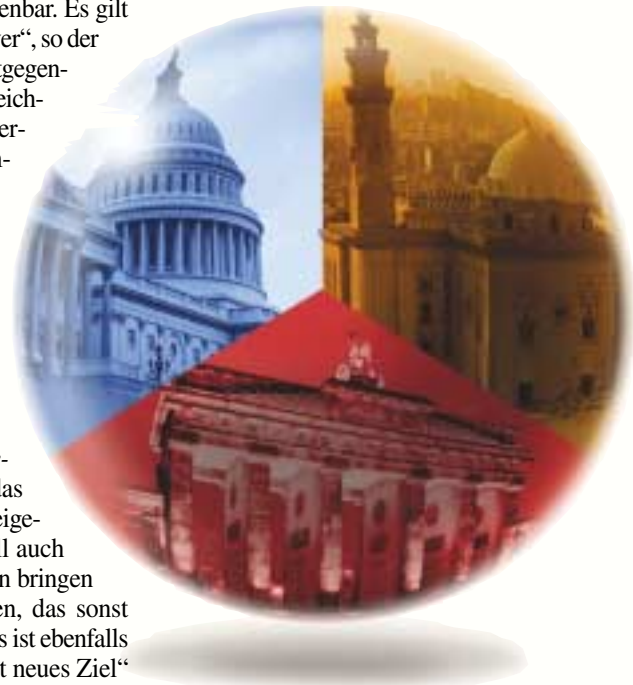 enbar. Es gilt
er“, so der
tgegen-
eich-
er-
n-
r-
das
eige-
ll auch
n bringen
en, das sonst
s ist ebenfalls
t neues Ziel“